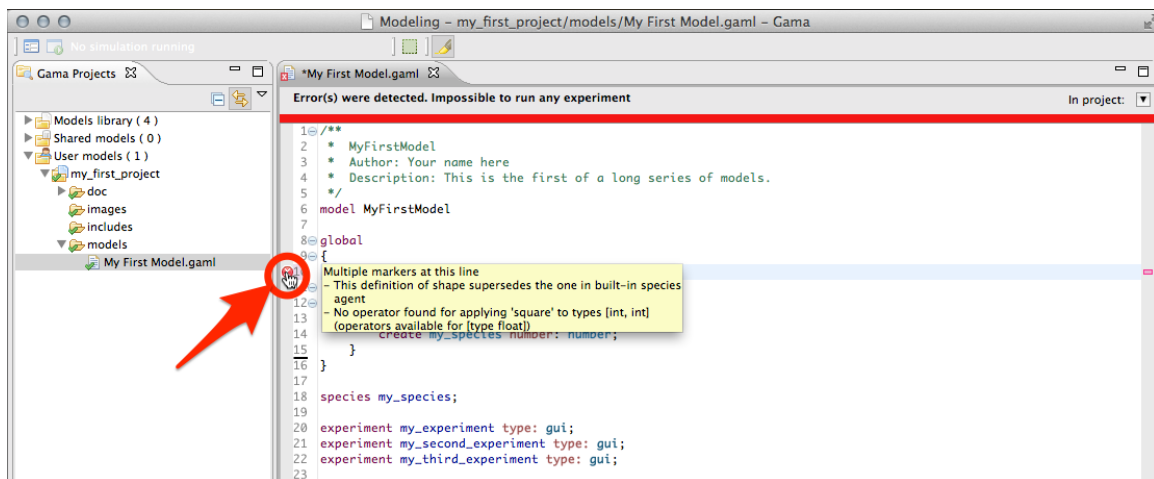 Modeling – my_first_project/models/My First Model.gaml – Gama
No simulation running
Gama Projects
*My First Model.gaml
Error(s) were detected. Impossible to run any experiment
In project:
Models library ( 4 )
Shared models ( 0 )
User models ( 1 )
my_first_project
doc
images
includes
models
My First Model.gaml
1 /**
2 * MyFirstModel
3 * Author: Your name here
4 * Description: This is the first of a long series of models.
5 */
6 model MyFirstModel
7
8 global
9 {
Multiple markers at this line
– This definition of shape supersedes the one in built-in species
agent
– No operator found for applying 'square' to types [int, int]
(operators available for [type float])
12
13
14 create my_species number: number;
15 }
16 }
17
18 species my_species;
19
20 experiment my_experiment type: gui;
21 experiment my_second_experiment type: gui;
22 experiment my_third_experiment type: gui;
23